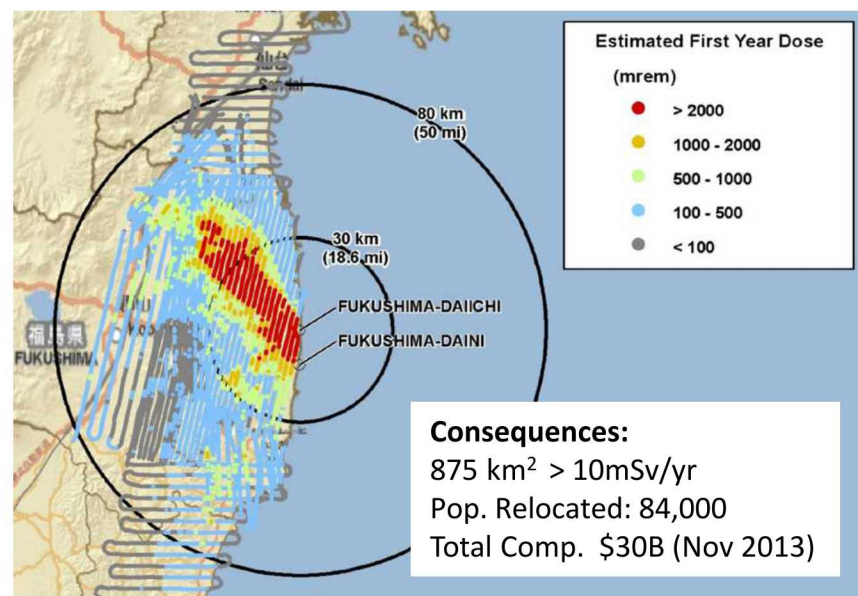 Sendai
80 km
(50 mi)
30 km
(18.6 mi)
FUKUSHIMA-DAIICHI
FUKUSHIMA-DAINI
福島県
FUKUSHIMA
Estimated First Year Dose
(mrem)
> 2000
1000 - 2000
500 - 1000
100 - 500
< 100
Consequences:
875 km² > 10mSv/yr
Pop. Relocated: 84,000
Total Comp. $30B (Nov 2013)